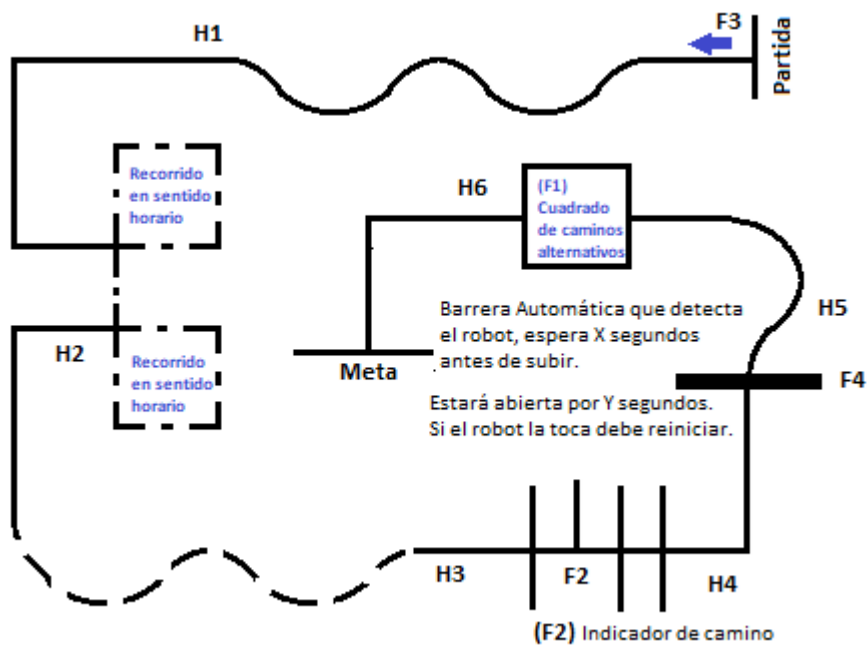 F3
Partida
H1
Recorrido
en sentido
horario
H6
(F1)
Cuadrado
de caminos
alternativos
Barrera Automática que detecta
el robot, espera X segundos
antes de subir.
H5
H2
Recorrido
en sentido
horario
Meta
F4
Estará abierta por Y segundos.
Si el robot la toca debe reiniciar.
H3
F2
H4
(F2) Indicador de camino